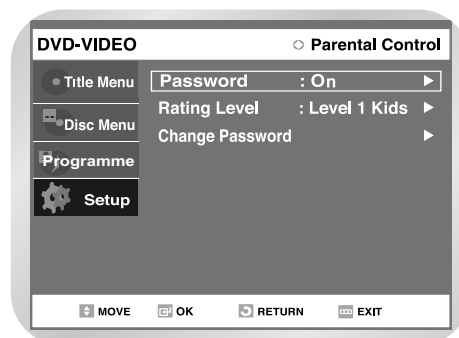 DVD-VIDEO Parental Control
Title Menu
Password : On
Rating Level : Level 1 Kids
Disc Menu
Change Password
Programme
Setup
MOVE OK RETURN EXIT